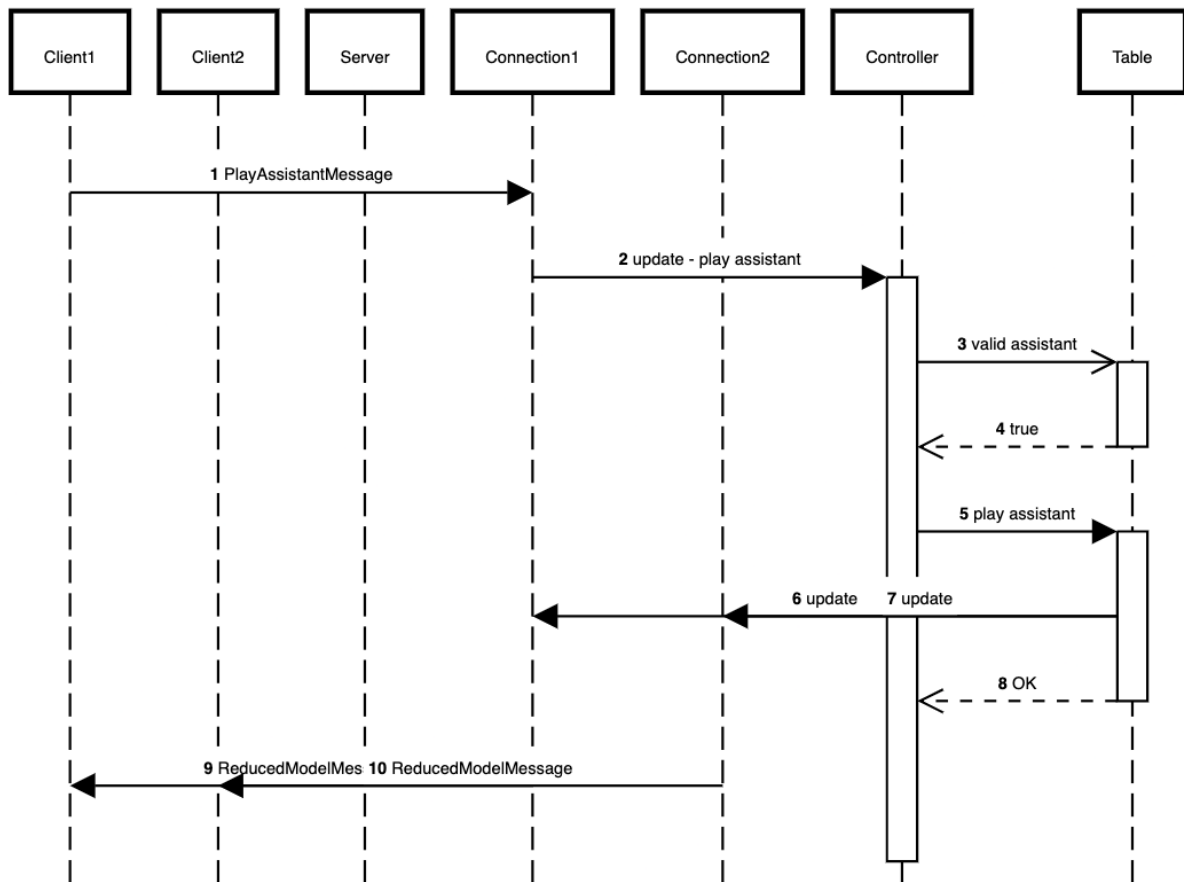 Client1
Client2
Server
Connection1
Connection2
Controller
Table
1 PlayAssistantMessage
2 update - play assistant
3 valid assistant
4 true
5 play assistant
6 update
7 update
8 OK
9 ReducedModelMes
10 ReducedModelMessage